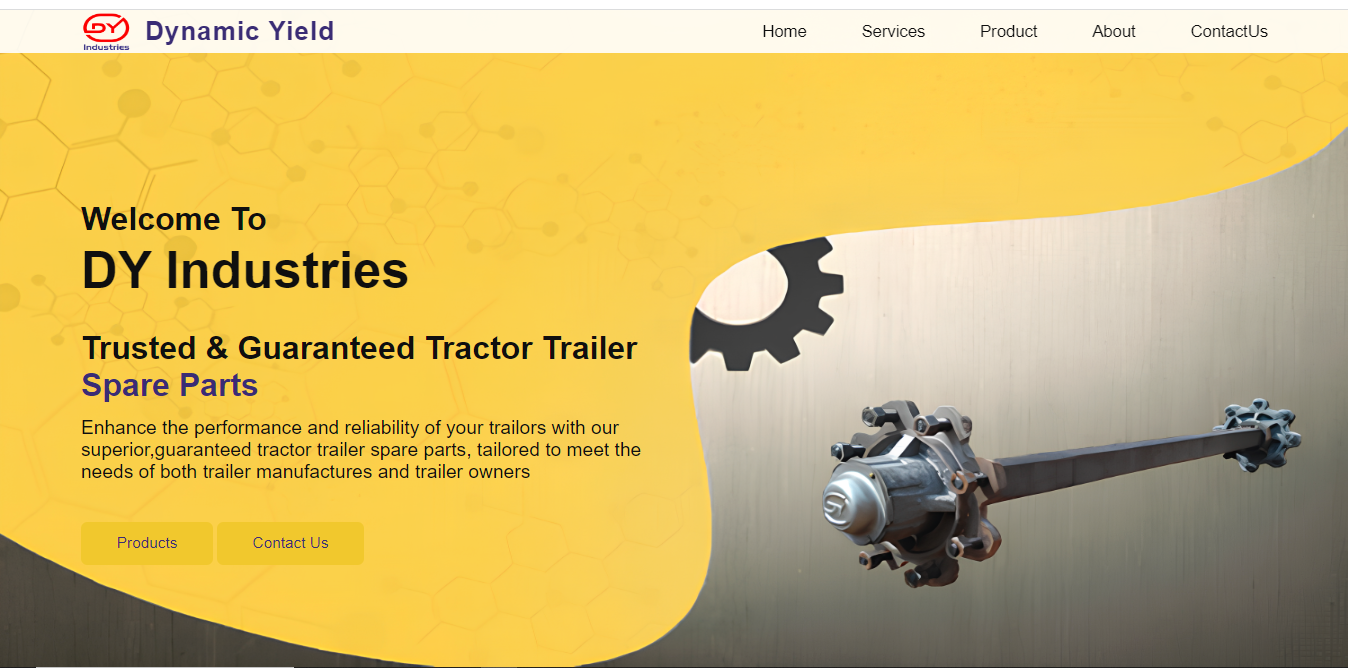 DY
Industries
Dynamic Yield
Home Services Product About ContactUs
Welcome To
DY Industries
Trusted & Guaranteed Tractor Trailer
Spare Parts
Enhance the performance and reliability of your trailors with our
superior,guaranteed tractor trailer spare parts, tailored to meet the
needs of both trailer manufactures and trailer owners
Products Contact Us